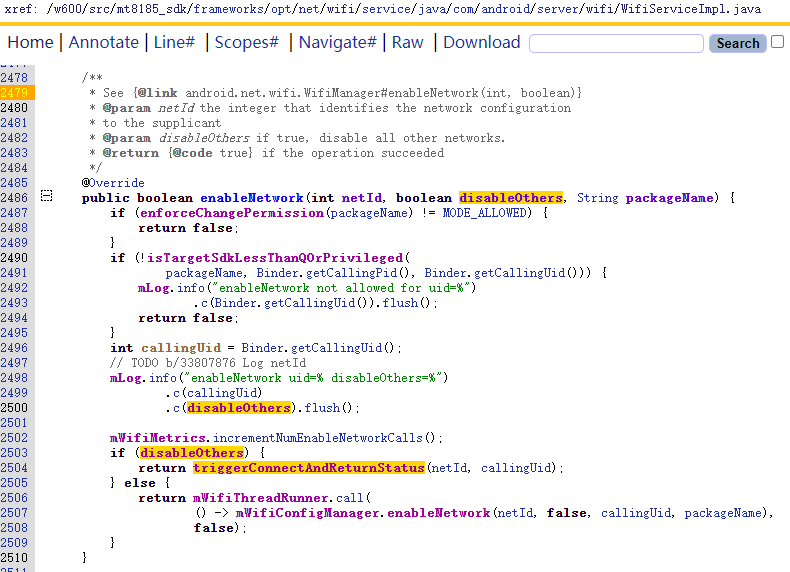 xref: /w600/src/mt8185_sdk/frameworks/opt/net/wifi/service/java/com/android/server/wifi/WifiServiceImpl.java
Home | Annotate | Line# | Scopes# | Navigate# | Raw | Download Search
2478 /**
2479 * See {@link android.net.wifi.WifiManager#enableNetwork(int, boolean)}
2480 * @param netId the integer that identifies the network configuration
2481 * to the supplicant
2482 * @param disableOthers if true, disable all other networks.
2483 * @return {@code true} if the operation succeeded
2484 */
2485 @Override
2486 public boolean enableNetwork(int netId, boolean disableOthers, String packageName) {
2487 if (enforceChangePermission(packageName) != MODE_ALLOWED) {
2488 return false;
2489 }
2490 if (!isTargetSdkLessThanQOrPrivileged(
2491 packageName, Binder.getCallingPid(), Binder.getCallingUid())) {
2492 mLog.info("enableNetwork not allowed for uid=%")
2493 .c(Binder.getCallingUid()).flush();
2494 return false;
2495 }
2496 int callingUid = Binder.getCallingUid();
2497 // TODO b/33807876 Log netId
2498 mLog.info("enableNetwork uid=% disableOthers=%")
2499 .c(callingUid)
2500 .c(disableOthers).flush();
2501
2502 mWifiMetrics.incrementNumEnableNetworkCalls();
2503 if (disableOthers) {
2504 return triggerConnectAndReturnStatus(netId, callingUid);
2505 } else {
2506 return mWifiThreadRunner.call(
2507 () -> mWifiConfigManager.enableNetwork(netId, false, callingUid, packageName),
2508 false);
2509 }
2510 }